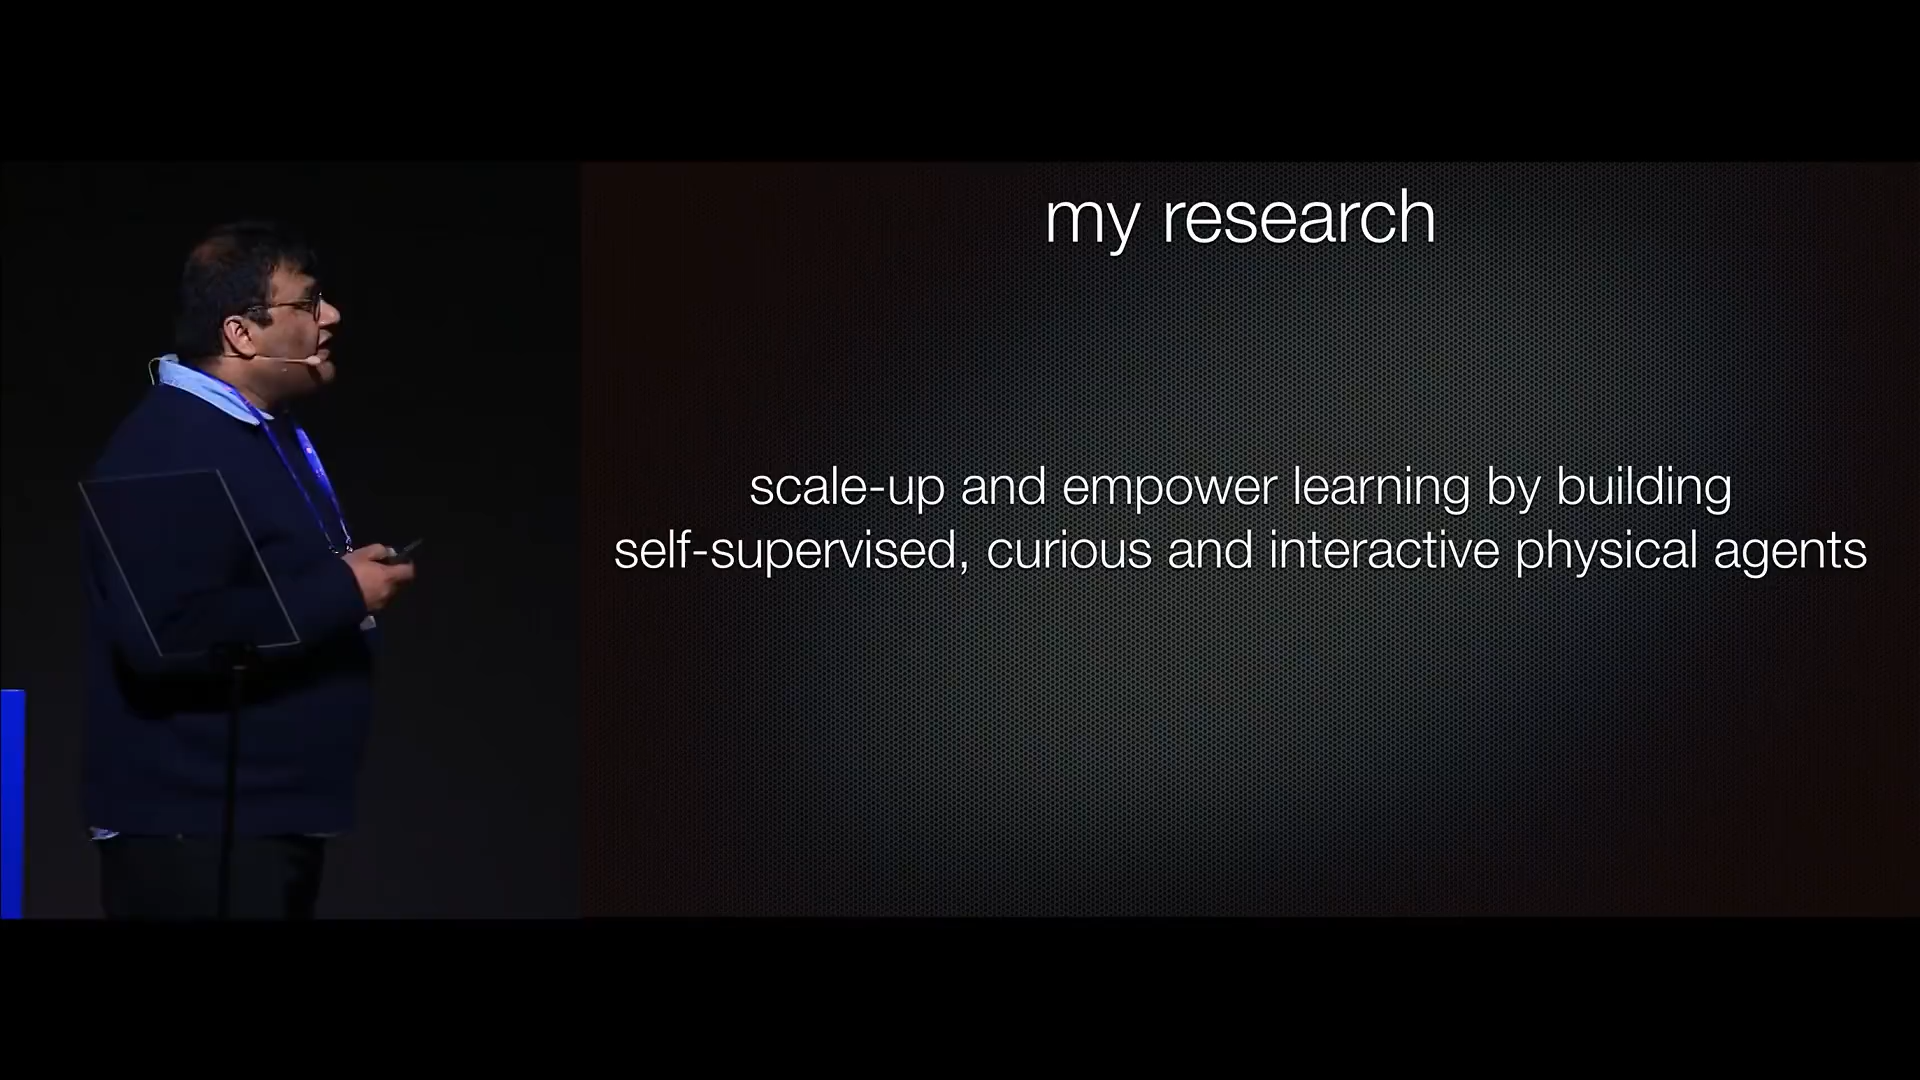 my research
scale-up and empower learning by building
self-supervised, curious and interactive physical agents